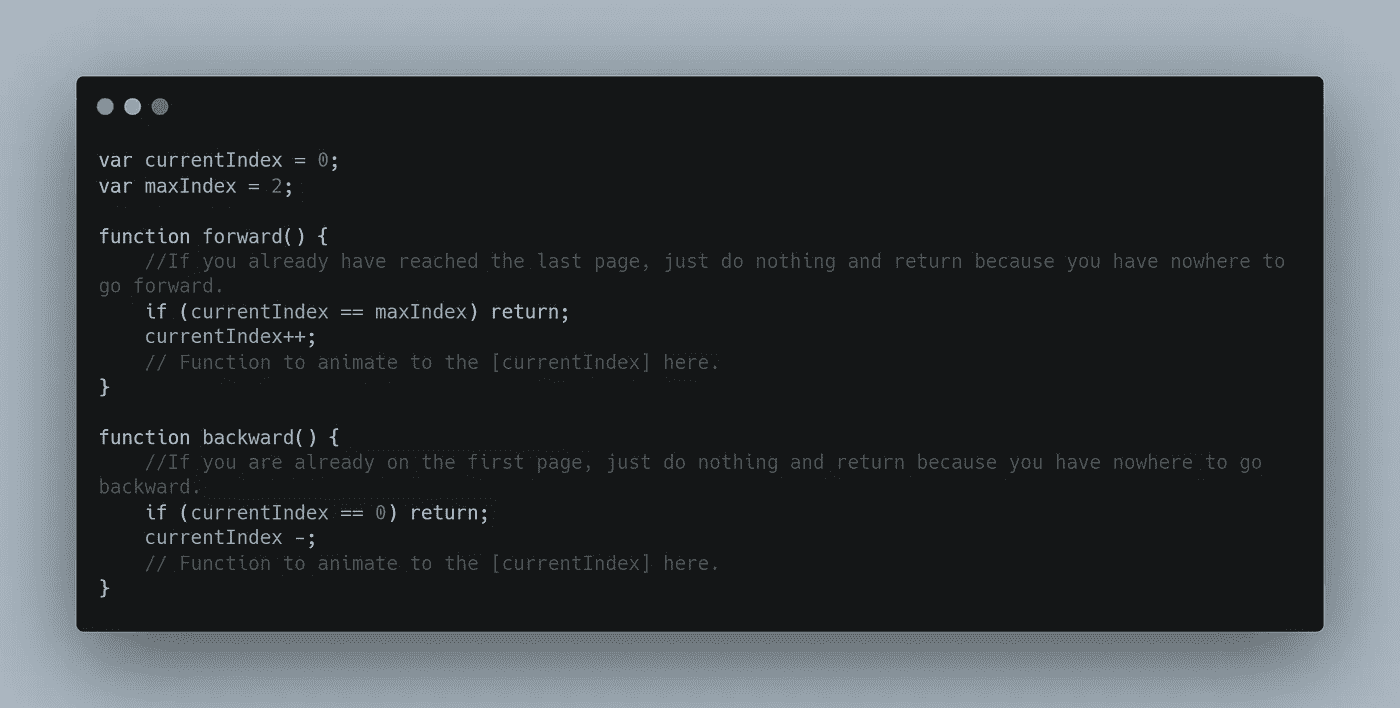 var currentIndex = 0;
var maxIndex = 2;
function forward() {
//If you already have reached the last page, just do nothing and return because you have nowhere to
go forward.
if (currentIndex == maxIndex) return;
currentIndex++;
// Function to animate to the [currentIndex] here.
}
function backward() {
//If you are already on the first page, just do nothing and return because you have nowhere to go
backward.
if (currentIndex == 0) return;
currentIndex -;
// Function to animate to the [currentIndex] here.
}